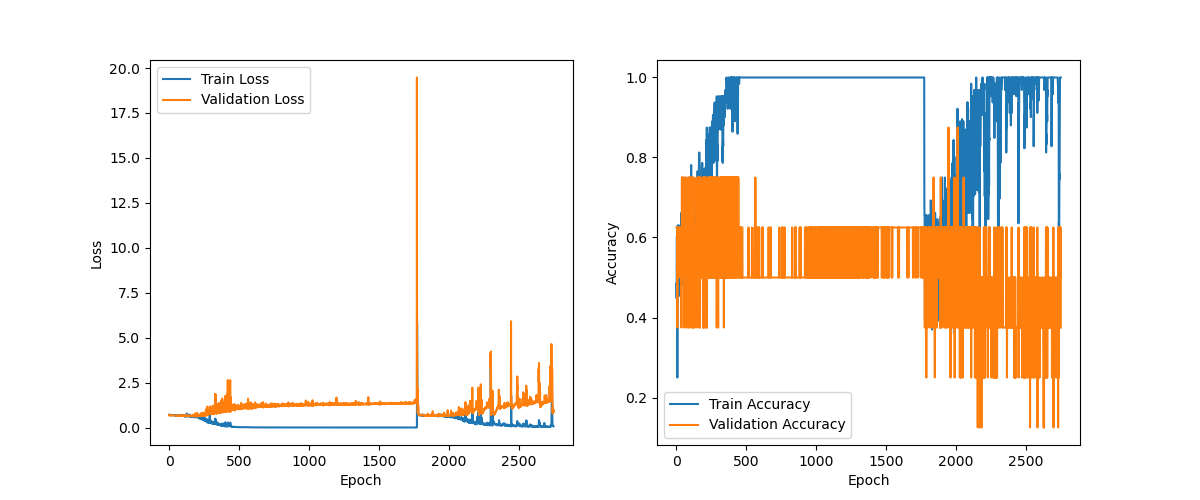 20.0
17.5
15.0
12.5
10.0
7.5
5.0
2.5
0.0
Loss
Train Loss
Validation Loss
0 500 1000 1500 2000 2500
Epoch
1.0
0.8
0.6
0.4
0.2
Accuracy
Train Accuracy
Validation Accuracy
0 500 1000 1500 2000 2500
Epoch